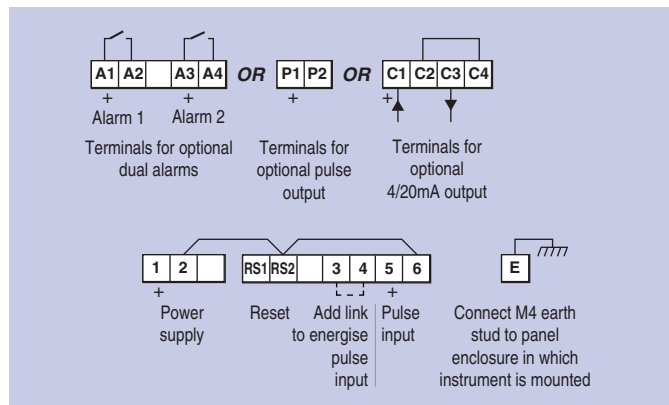 A1 A2 A3 A4 OR P1 P2 OR C1 C2 C3 C4
+ + + +
Alarm 1 Alarm 2
Terminals for optional
dual alarms
Terminals for
optional pulse
output
Terminals for
optional
4/20mA output
1 2 RS1 RS2 3 4 5 6 E
+ +
Power
supply
Reset
Add link
to energise
pulse
input
Pulse
input
Connect M4 earth
stud to panel
enclosure in which
instrument is mounted